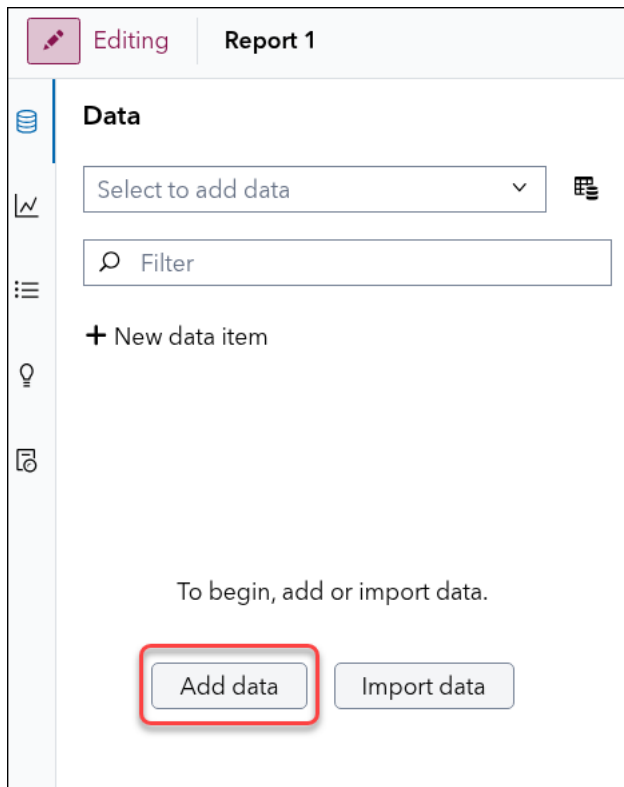 Editing Report 1
Data
Select to add data
Filter
+ New data item
To begin, add or import data.
Add data Import data